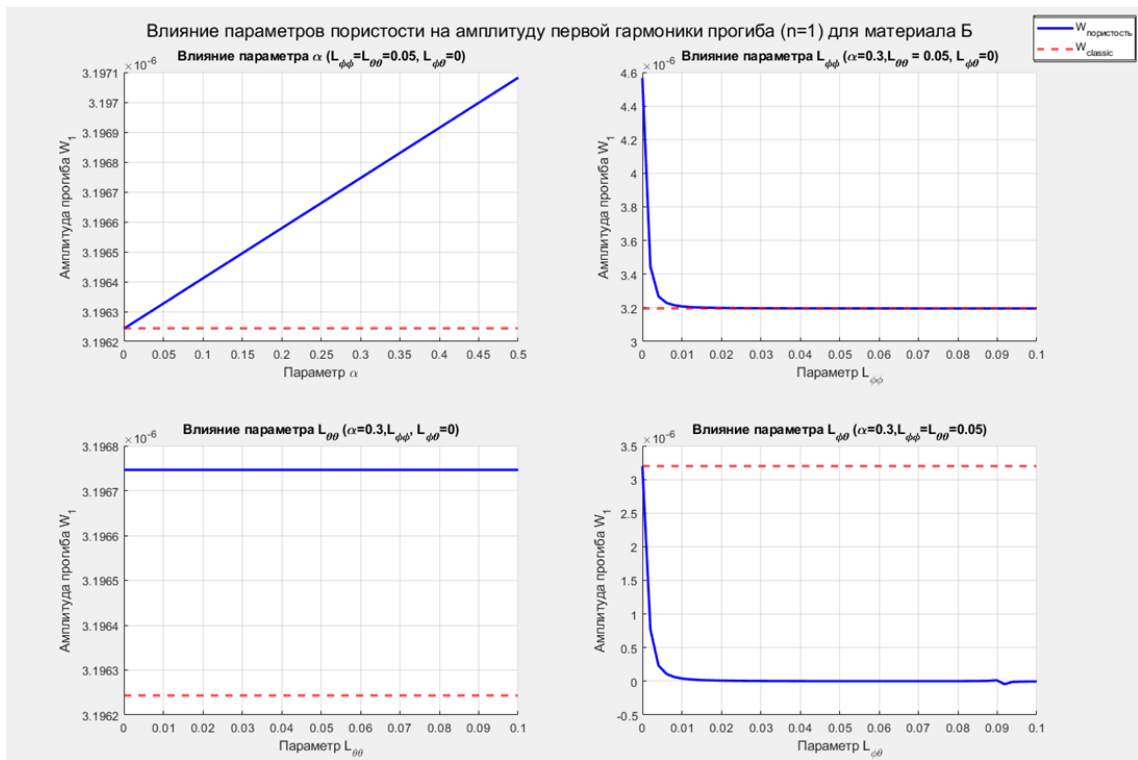 Влияние параметров пористости на амплитуду первой гармоники прогиба (n=1) для материала Б
W_пористость
W_classic
Влияние параметра α (L_ϕϕ=L_θθ=0.05, L_ϕθ=0)
×10^-6
3.1971
3.197
3.1969
3.1968
3.1967
3.1966
3.1965
3.1964
3.1963
3.1962
Амплитуда прогиба W_1
0 0.05 0.1 0.15 0.2 0.25 0.3 0.35 0.4 0.45 0.5
Параметр α
Влияние параметра L_ϕϕ (α=0.3,L_θθ = 0.05, L_ϕθ=0)
×10^-6
4.6
4.4
4.2
4
3.8
3.6
3.4
3.2
3
Амплитуда прогиба W_1
0 0.01 0.02 0.03 0.04 0.05 0.06 0.07 0.08 0.09 0.1
Параметр L_ϕϕ
Влияние параметра L_θθ (α=0.3,L_ϕϕ, L_ϕθ=0)
×10^-6
3.1968
3.1967
3.1966
3.1965
3.1964
3.1963
3.1962
Амплитуда прогиба W_1
0 0.01 0.02 0.03 0.04 0.05 0.06 0.07 0.08 0.09 0.1
Параметр L_θθ
Влияние параметра L_ϕθ (α=0.3,L_ϕϕ=L_θθ=0.05)
×10^-6
3.5
3
2.5
2
1.5
1
0.5
0
-0.5
Амплитуда прогиба W_1
0 0.01 0.02 0.03 0.04 0.05 0.06 0.07 0.08 0.09 0.1
Параметр L_ϕθ